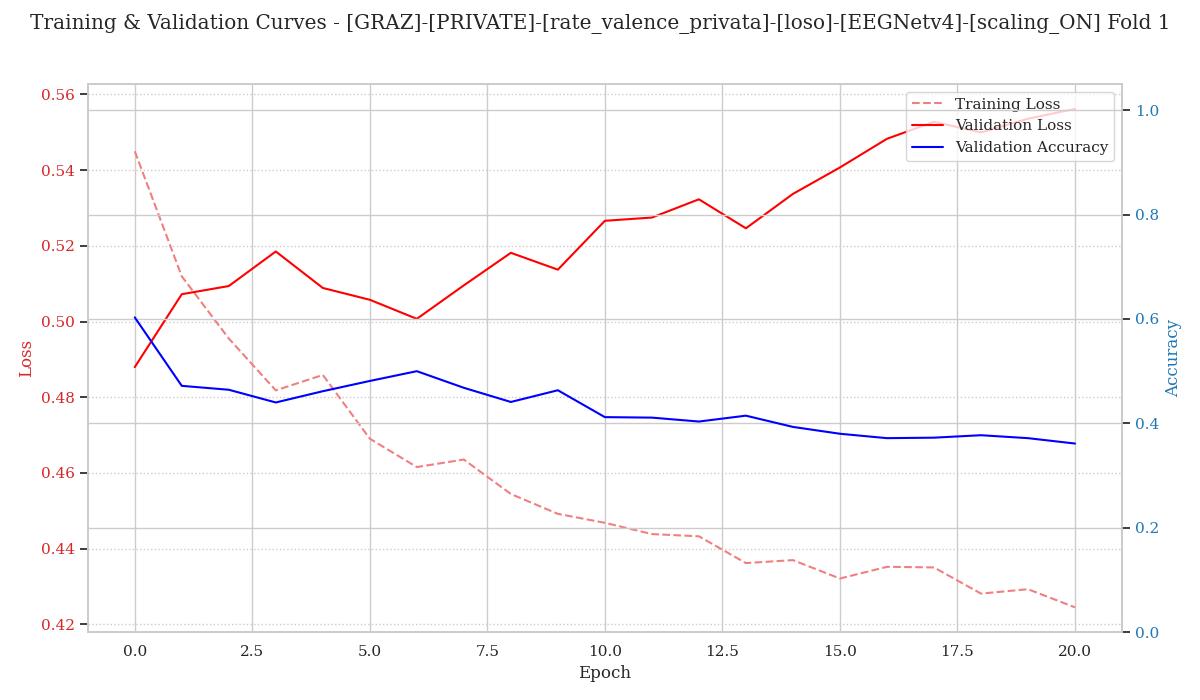 Training & Validation Curves - [GRAZ]-[PRIVATE]-[rate_valence_privata]-[loso]-[EEGNetv4]-[scaling_ON] Fold 1
Training Loss
Validation Loss
Validation Accuracy
0.56
0.54
0.52
0.50
0.48
0.46
0.44
0.42
Loss
1.0
0.8
0.6
0.4
0.2
0.0
Accuracy
0.0 2.5 5.0 7.5 10.0 12.5 15.0 17.5 20.0
Epoch